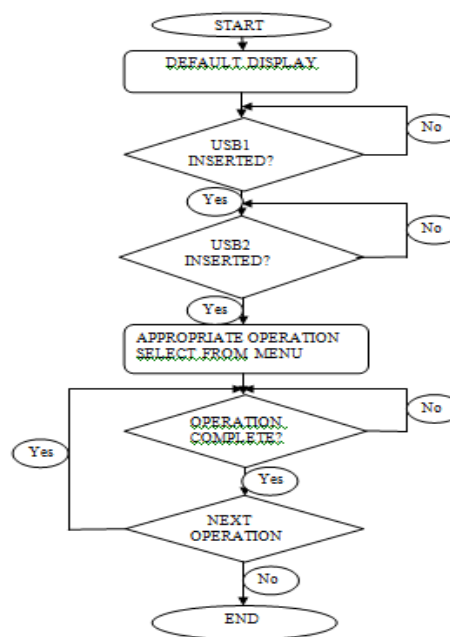 START
DEFAULT DISPLAY
No
USB1
INSERTED?
Yes
No
USB2
INSERTED?
Yes
APPROPRIATE OPERATION
SELECT FROM MENU
No
OPERATION
COMPLETE?
Yes
Yes
NEXT
OPERATION
No
END